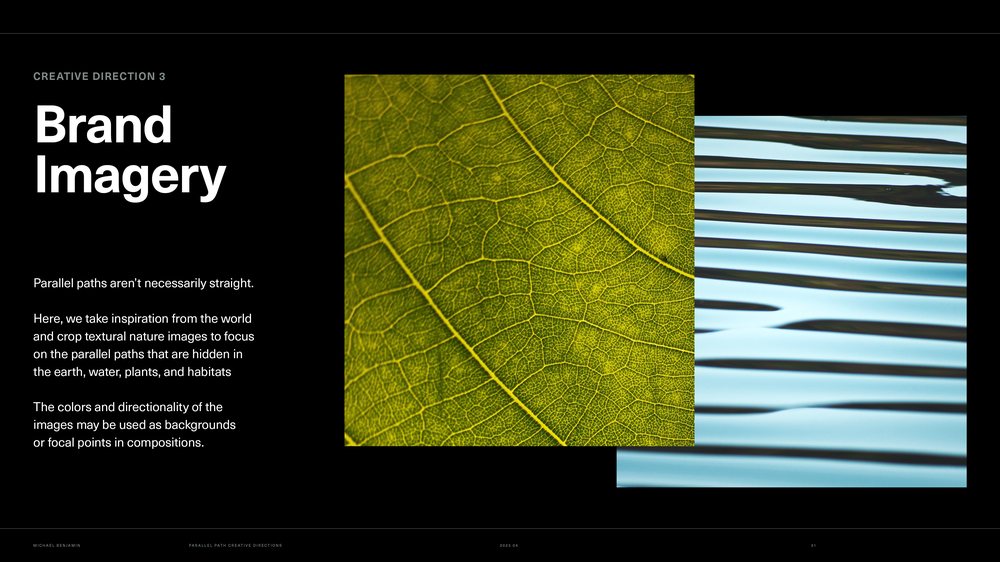 CREATIVE DIRECTION 3
Brand
Imagery
Parallel paths aren't necessarily straight.
Here, we take inspiration from the world
and crop textural nature images to focus
on the parallel paths that are hidden in
the earth, water, plants, and habitats
The colors and directionality of the
images may be used as backgrounds
or focal points in compositions.
MICHAEL BENJAMIN
PARALLEL PATH CREATIVE DIRECTIONS